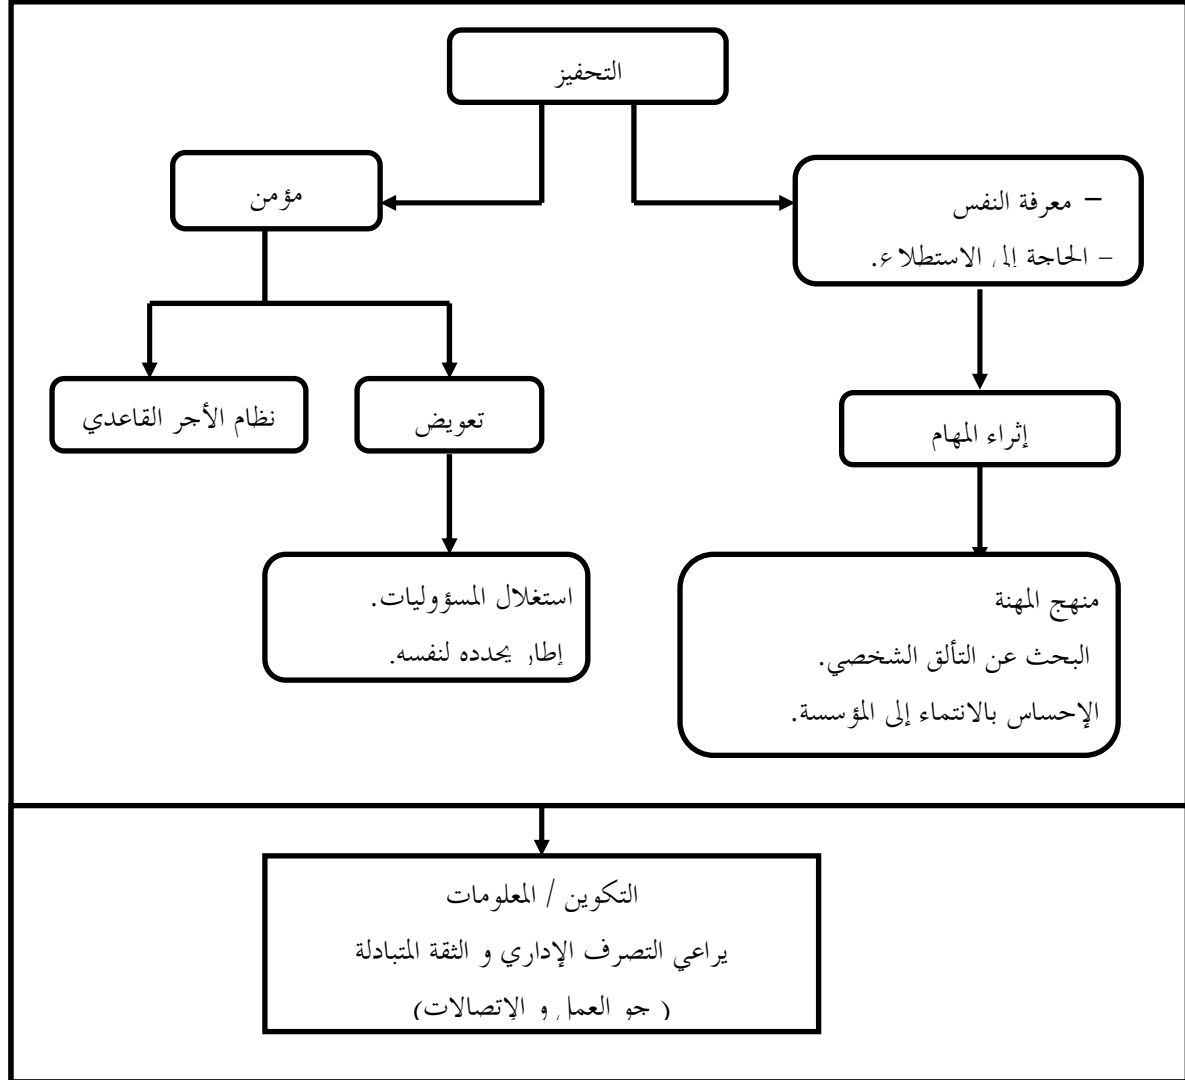 التحفيز
– معرفة النفس
– الحاجة إلى الاستطلاع.
مؤمن
نظام الأجر القاعدي
تعويض
إثراء المهام
استغلال المسؤوليات.
إطار يحدده لنفسه.
منهج المهنة
البحث عن التألق الشخصي.
الإحساس بالانتماء إلى المؤسسة.
التكوين / المعلومات
يراعي التصرف الإداري و الثقة المتبادلة
( جو العمل و الإتصالات)